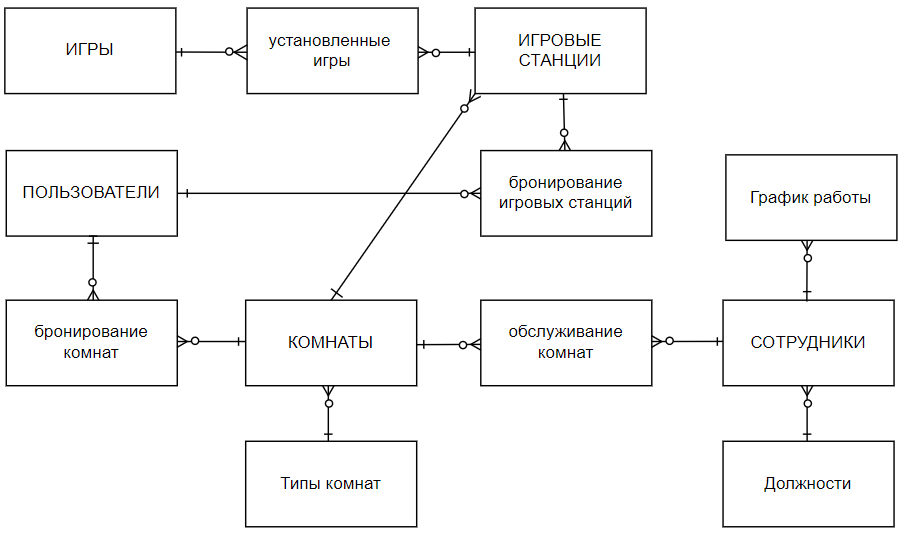 ИГРЫ
установленные
игры
ИГРОВЫЕ
СТАНЦИИ
ПОЛЬЗОВАТЕЛИ
бронирование
игровых станций
График работы
бронирование
комнат
КОМНАТЫ
обслуживание
комнат
СОТРУДНИКИ
Типы комнат
Должности